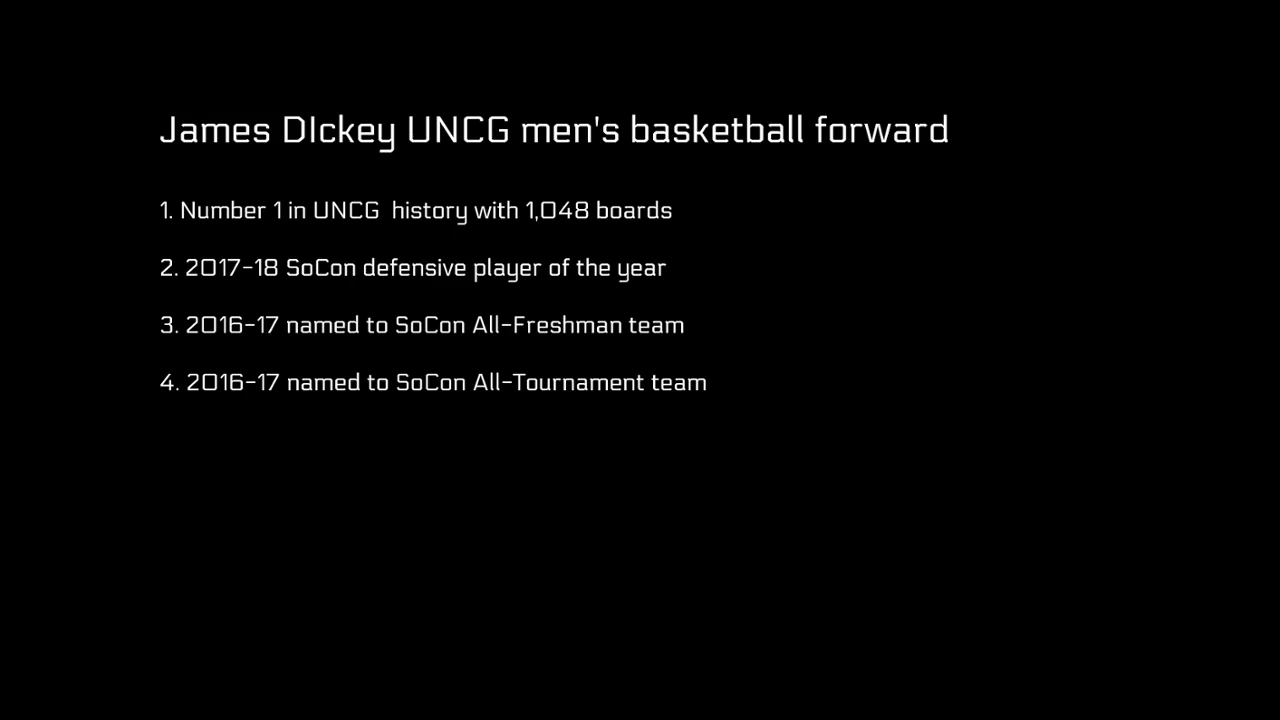 James DIckey UNCG men's basketball forward
1. Number 1 in UNCG  history with 1,048 boards
2. 2017-18 SoCon defensive player of the year
3. 2016-17 named to SoCon All-Freshman team
4. 2016-17 named to SoCon All-Tournament team